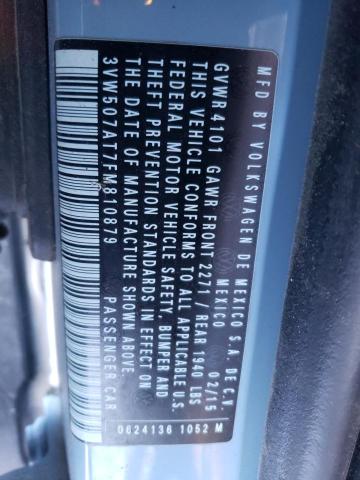 MFD BY VOLKSWAGEN DE MEXICO S.A. DE C.V.
MEXICO 02/15
GVWR 4101 GAWR FRONT 2271 / REAR 1940 LBS
THIS VEHICLE CONFORMS TO ALL APPLICABLE U.S.
FEDERAL MOTOR VEHICLE SAFETY, BUMPER AND
THEFT PREVENTION STANDARDS IN EFFECT ON
THE DATE OF MANUFACTURE SHOWN ABOVE.
3VW507AT7FM810879 PASSENGER CAR
0624136 1052 M